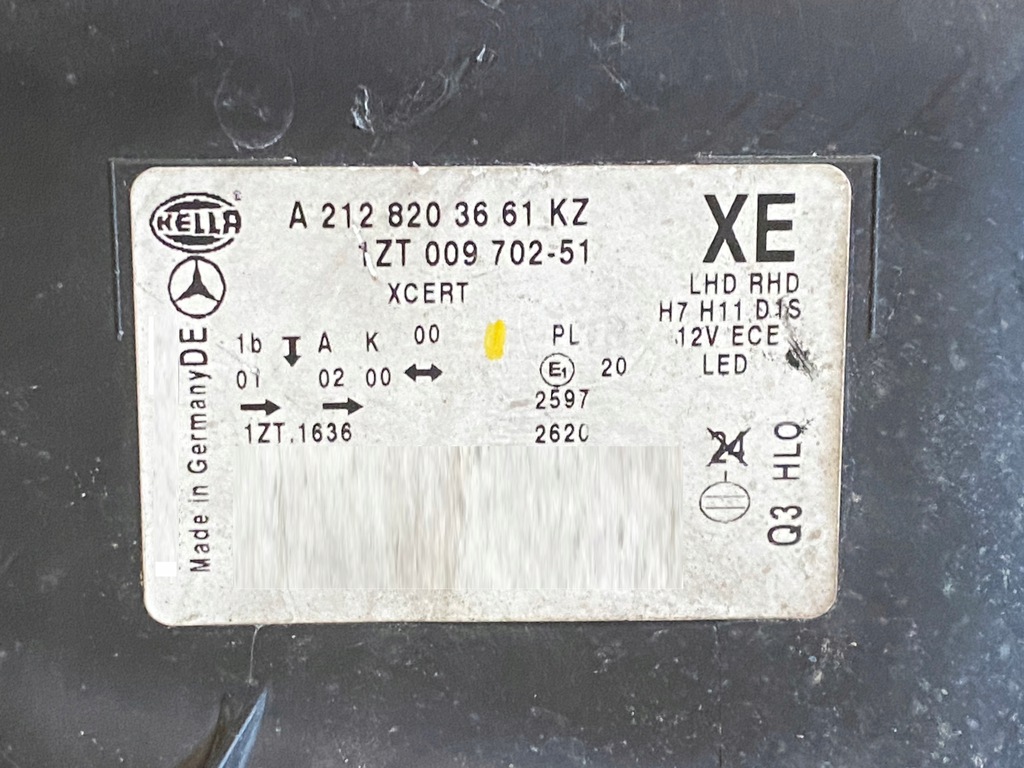 HELLA
A 212 820 36 61 KZ
1ZT 009 702-51
XCERT
XE
LHD RHD
H7 H11 D1S
12V ECE
LED
1b A K 00 PL
01 02 00 E1 20
2597
1ZT.1636 2620
24
Q3 HLO
Made in Germany DE